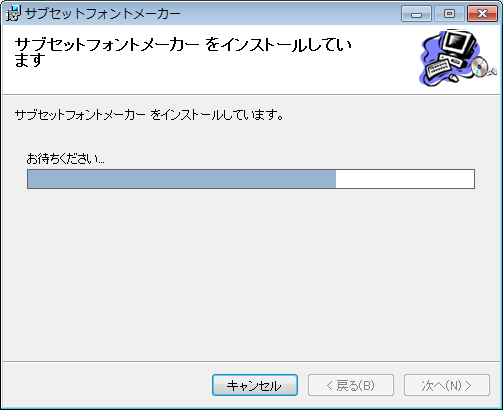 サブセットフォントメーカー
サブセットフォントメーカー をインストールしてい
ます
サブセットフォントメーカー をインストールしています。
お待ちください...
キャンセル
< 戻る(B)
次へ(N) >